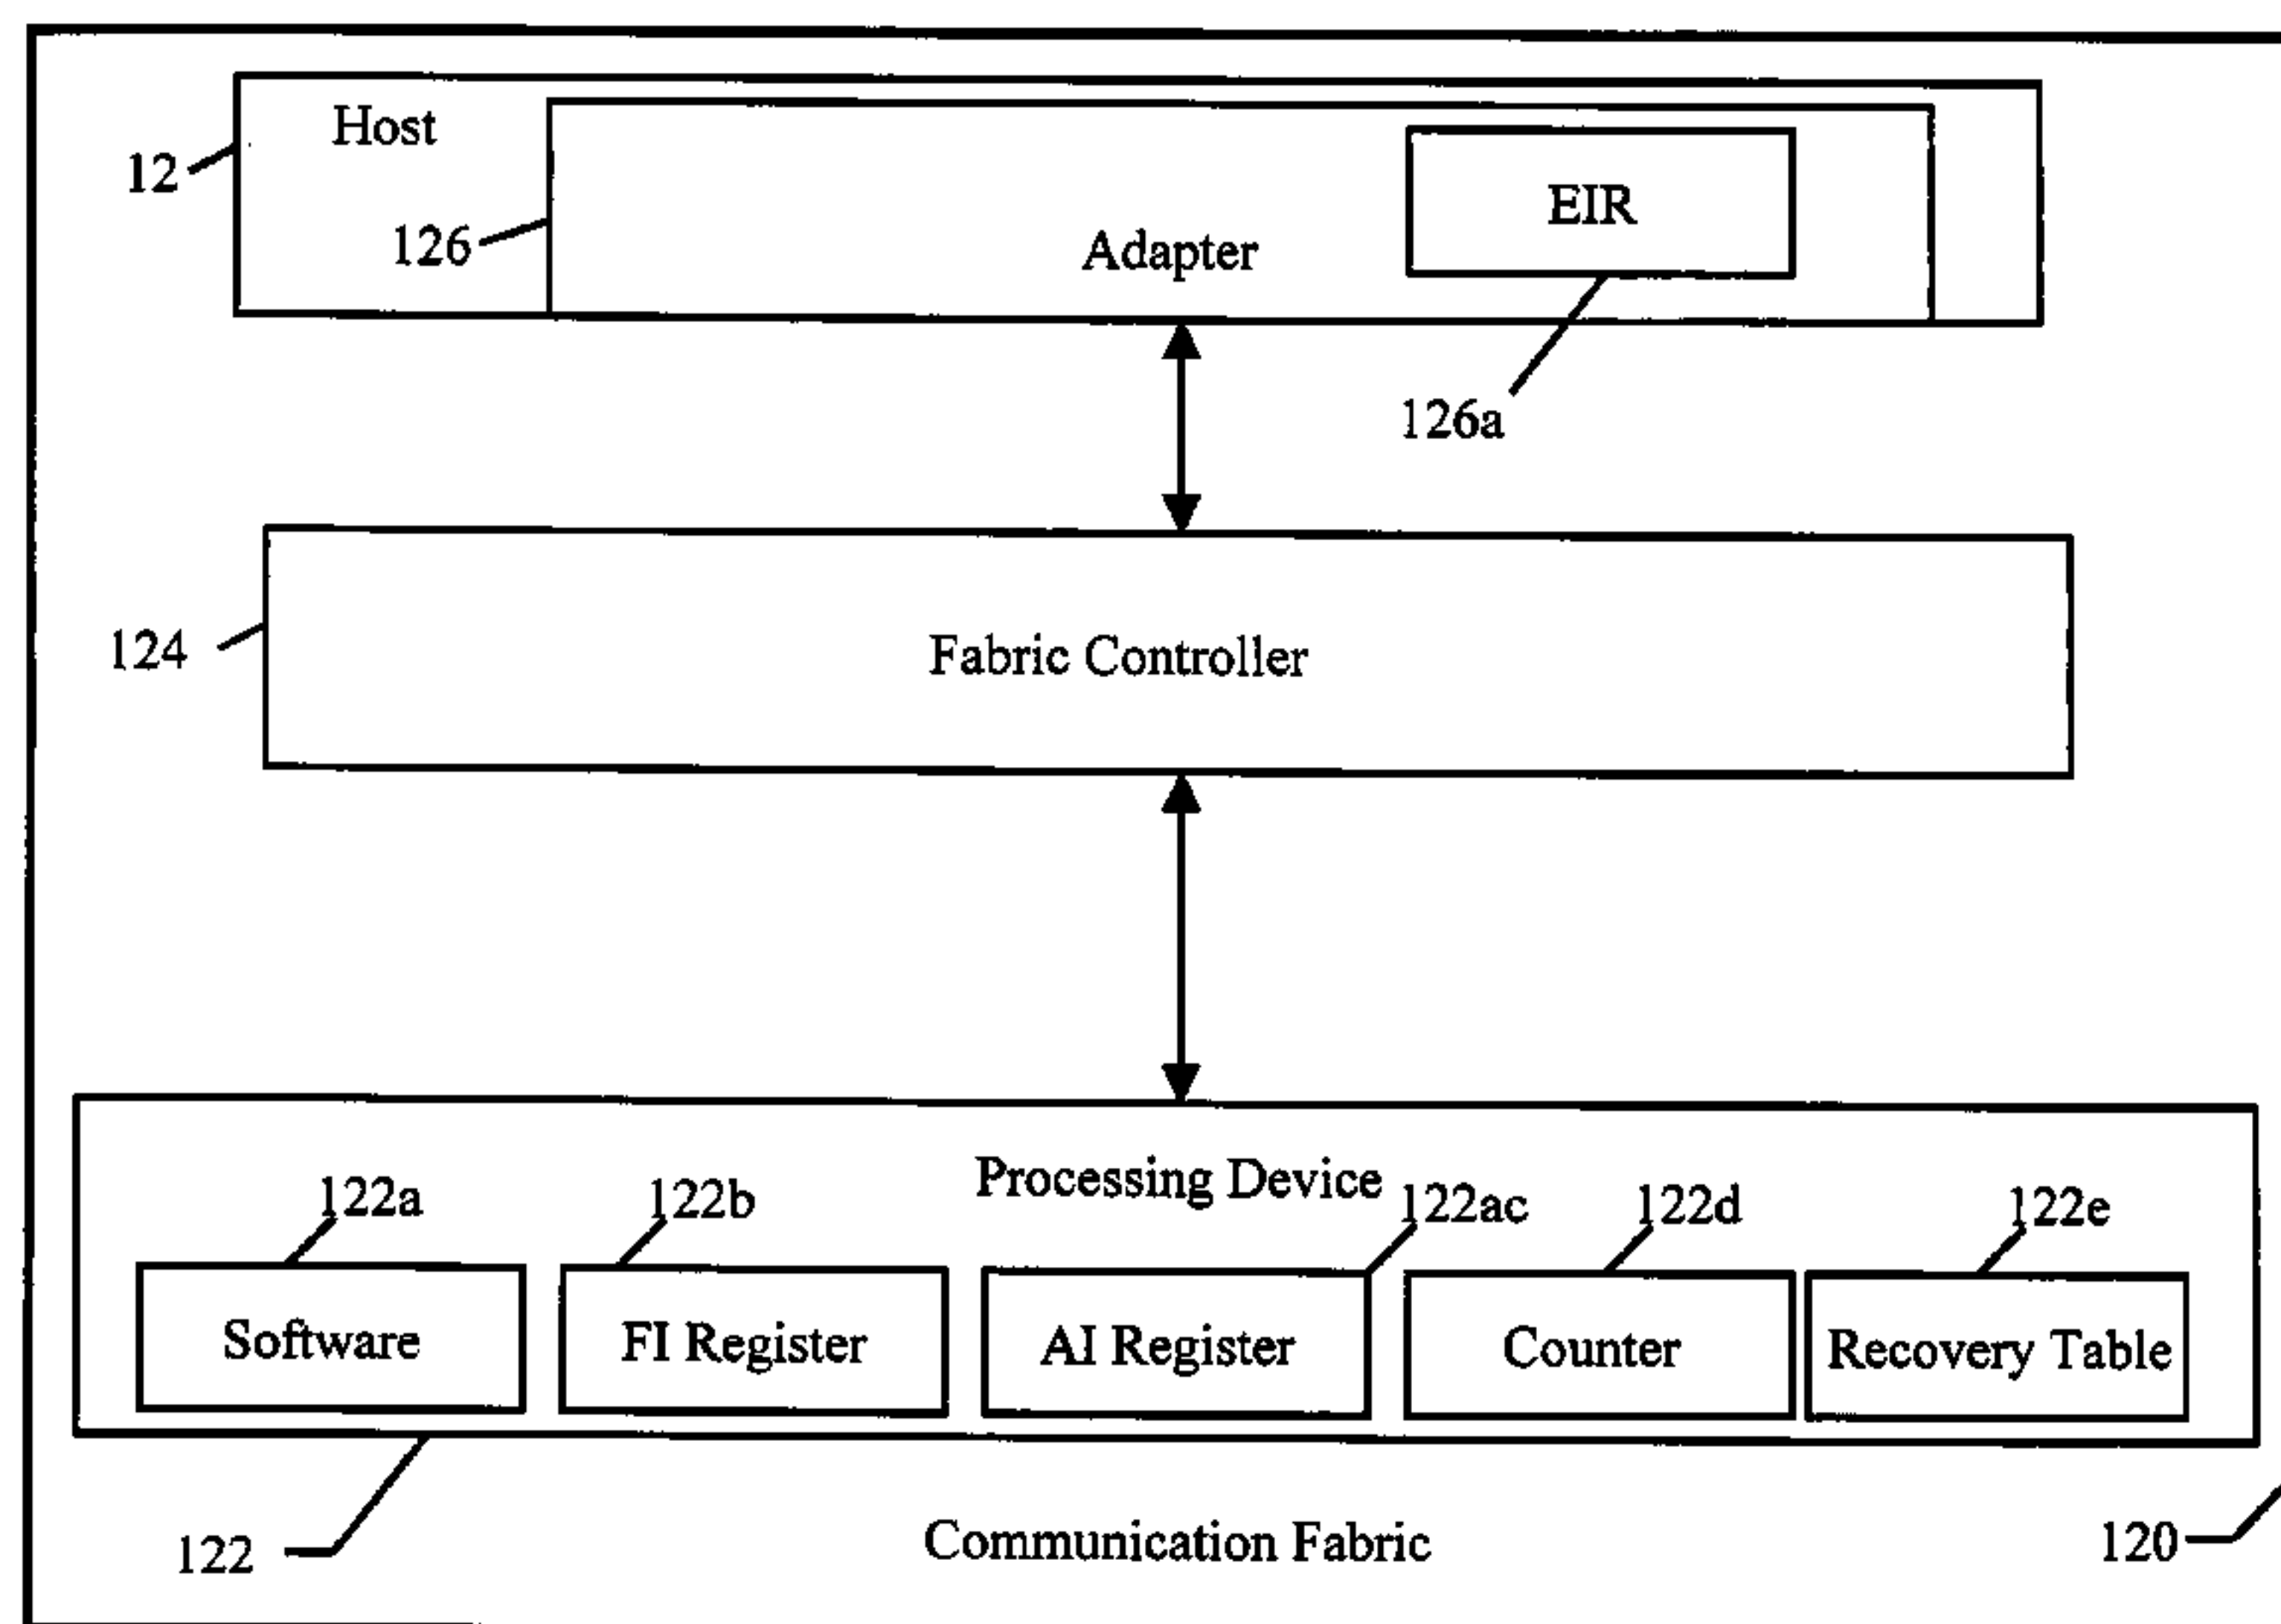 Host
12
126
EIR
Adapter
126a
124
Fabric Controller
Processing Device
122a
122b
122ac
122d
122e
Software
FI Register
AI Register
Counter
Recovery Table
122
Communication Fabric
120